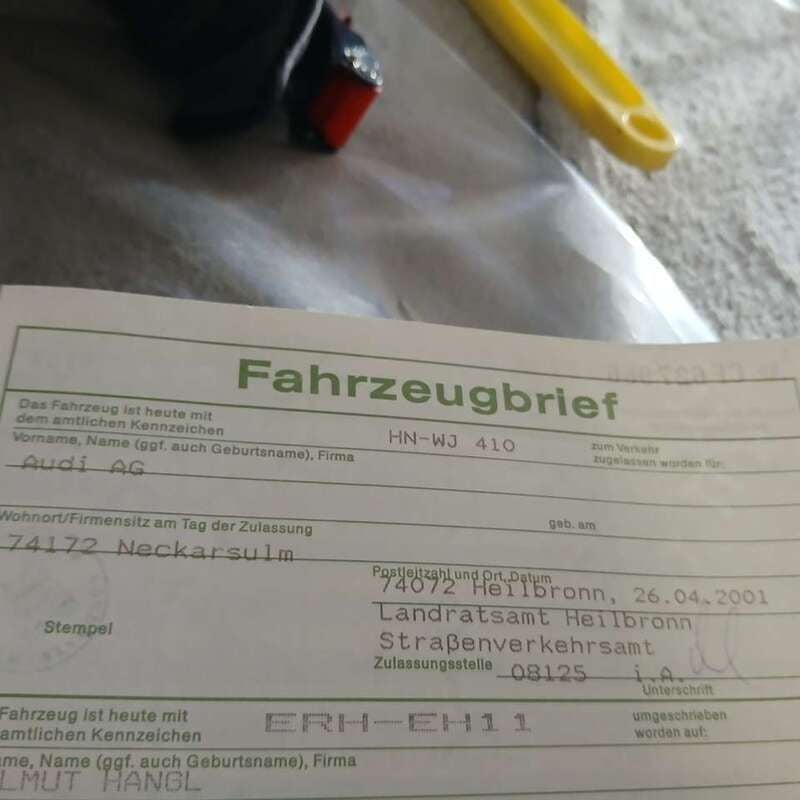 Fahrzeugbrief
Das Fahrzeug ist heute mit
dem amtlichen Kennzeichen
HN-WJ 410
zum Verkehr
zugelassen worden für:
Vorname, Name (ggf. auch Geburtsname), Firma
Audi AG
geb. am
Wohnort/Firmensitz am Tag der Zulassung
74172 Neckarsulm
Postleitzahl und Ort, Datum
74072 Heilbronn, 26.04.2001
Landratsamt Heilbronn
Straßenverkehrsamt
Stempel
Zulassungsstelle 08125 i.A.
Unterschrift
Fahrzeug ist heute mit
amtlichen Kennzeichen
ERH-EH11
umgeschrieben
worden auf:
me, Name (ggf. auch Geburtsname), Firma
LMUT HANGL